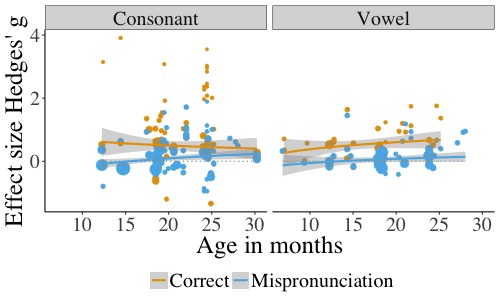 Consonant Vowel
Effect size Hedges' g
4
2
0
10 15 20 25 30 10 15 20 25 30
Age in months
Correct Mispronunciation